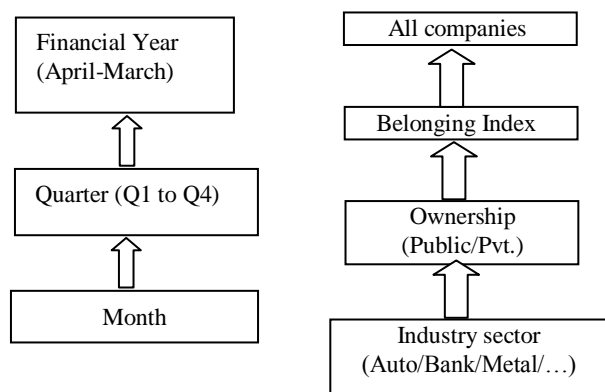 Financial Year
(April-March)
Quarter (Q1 to Q4)
Month
All companies
Belonging Index
Ownership
(Public/Pvt.)
Industry sector
(Auto/Bank/Metal/…)